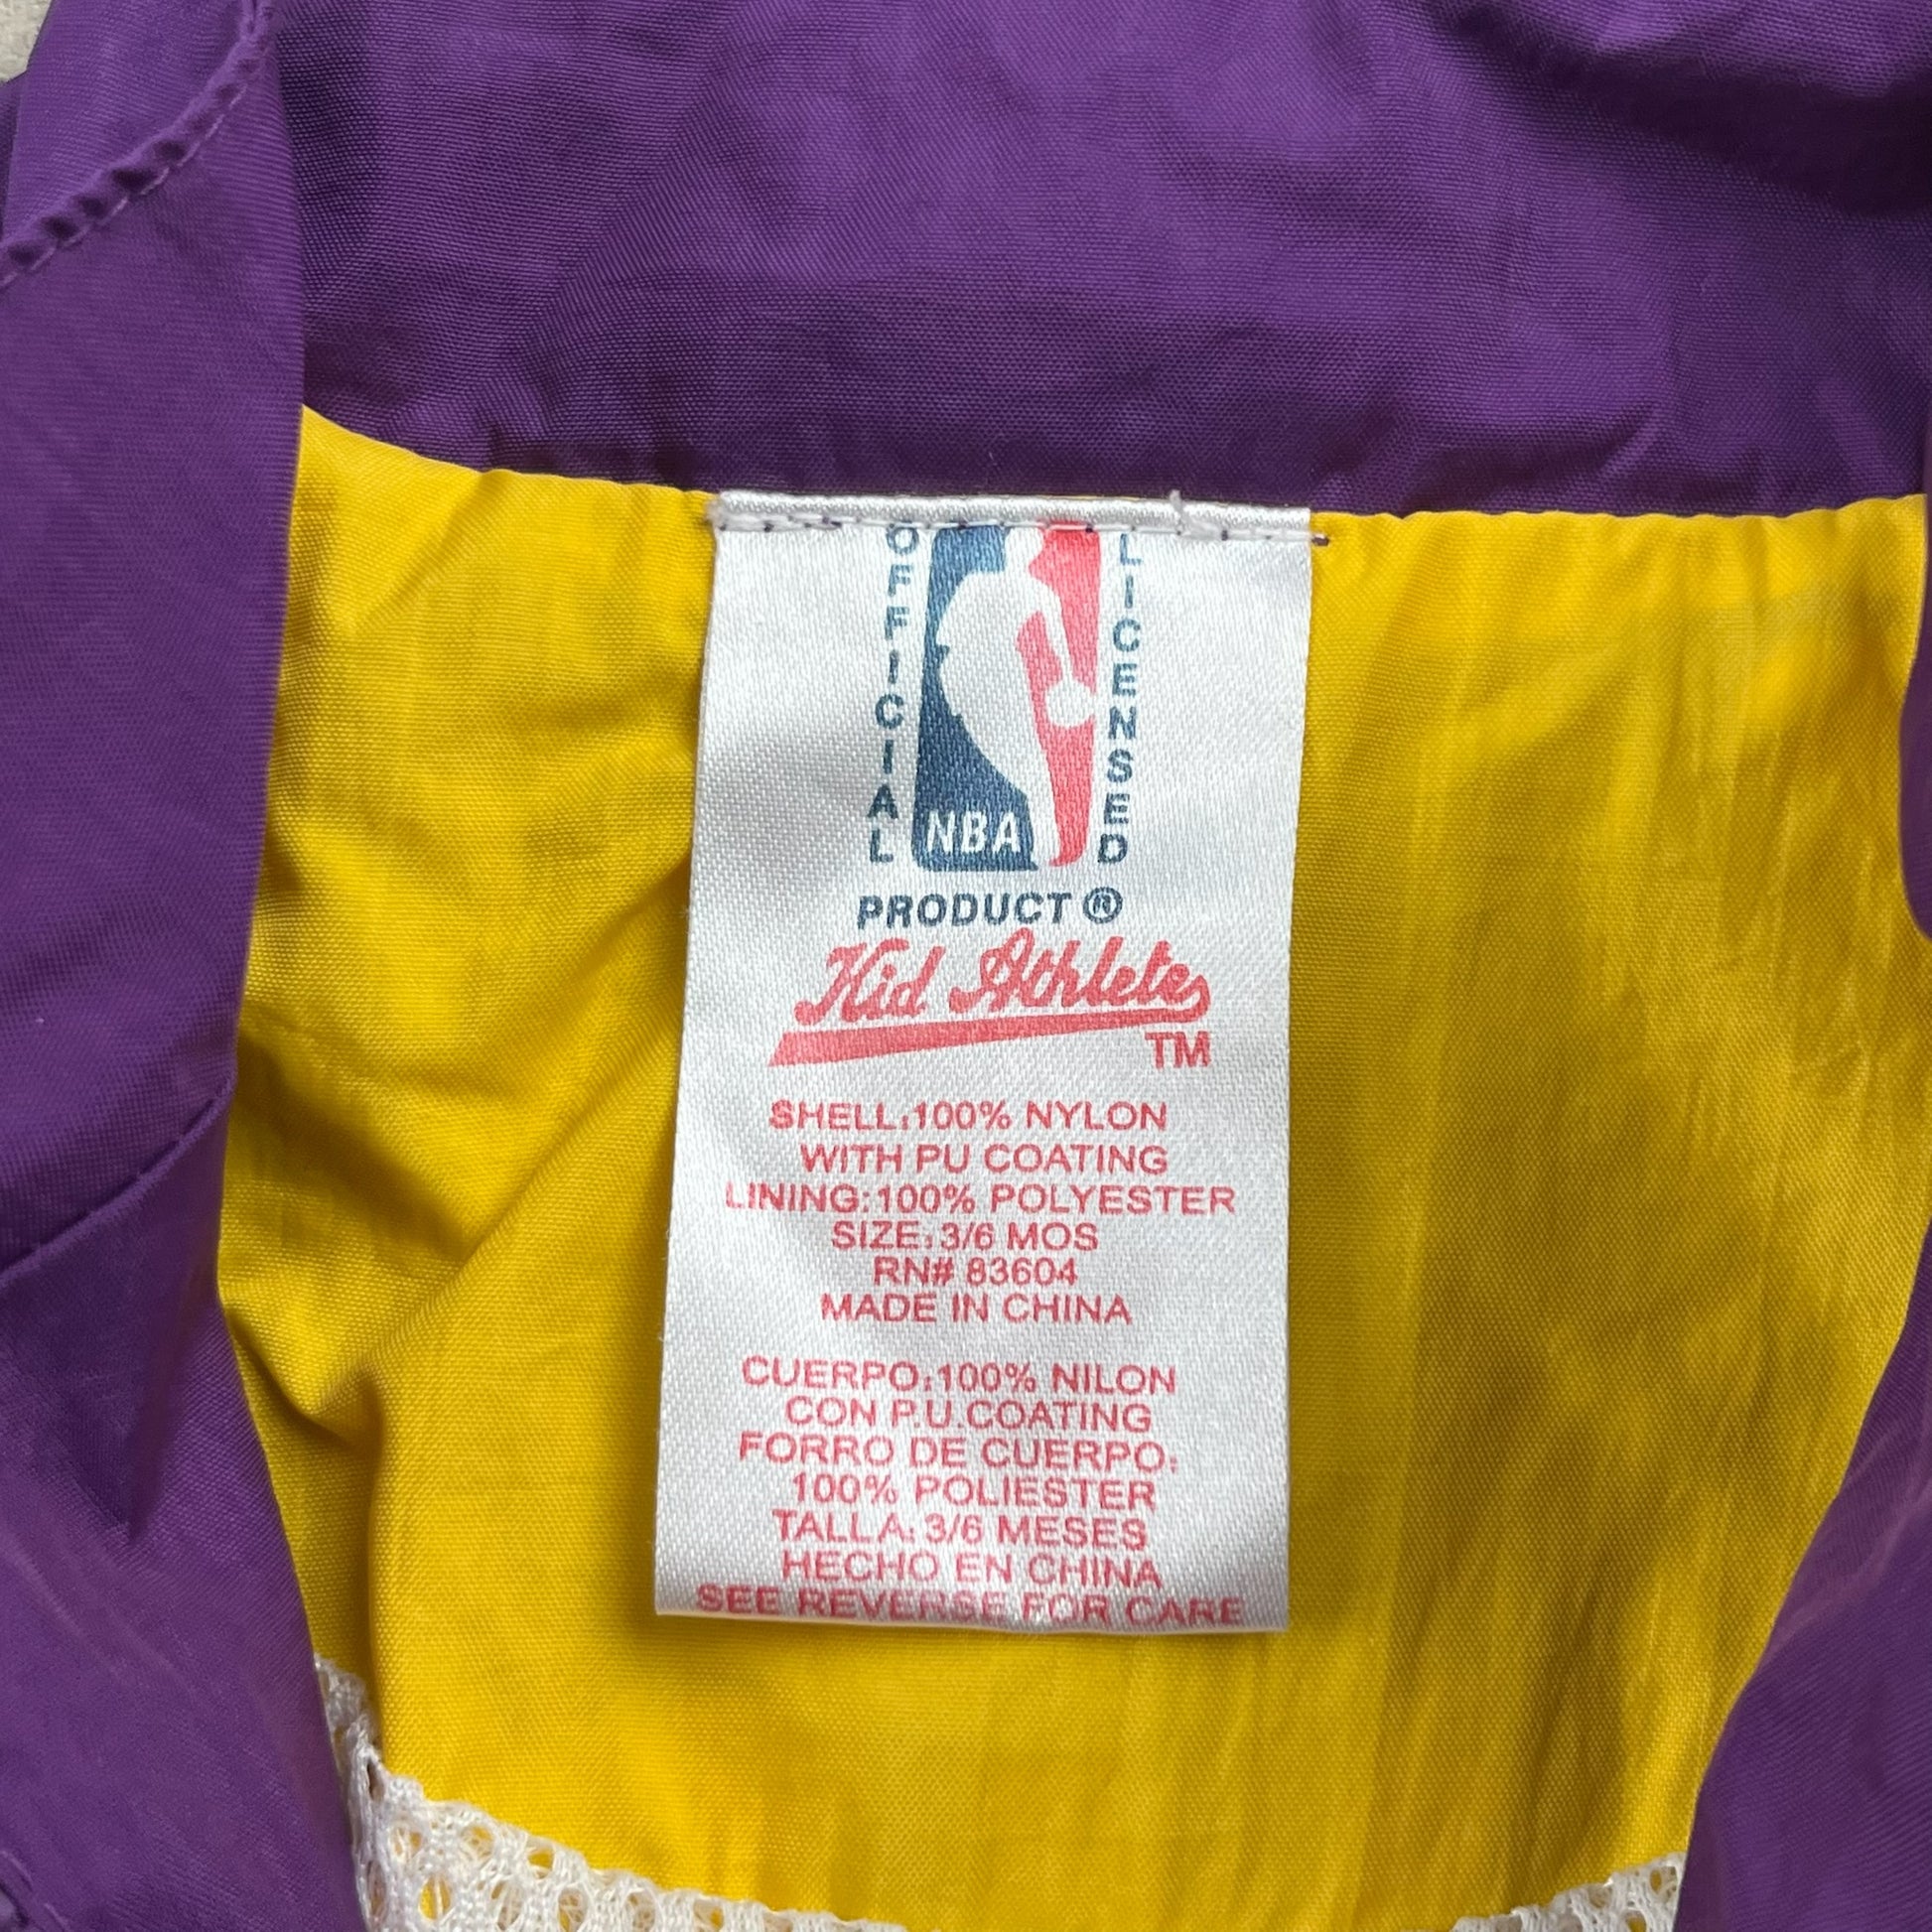 OFFICIAL
LICENSED
NBA
PRODUCT ®
Kid Athlete
TM
SHELL:100% NYLON
WITH PU COATING
LINING:100% POLYESTER
SIZE: 3/6 MOS
RN# 83604
MADE IN CHINA
CUERPO:100% NILON
CON P.U.COATING
FORRO DE CUERPO:
100% POLIESTER
TALLA: 3/6 MESES
HECHO EN CHINA
SEE REVERSE FOR CARE